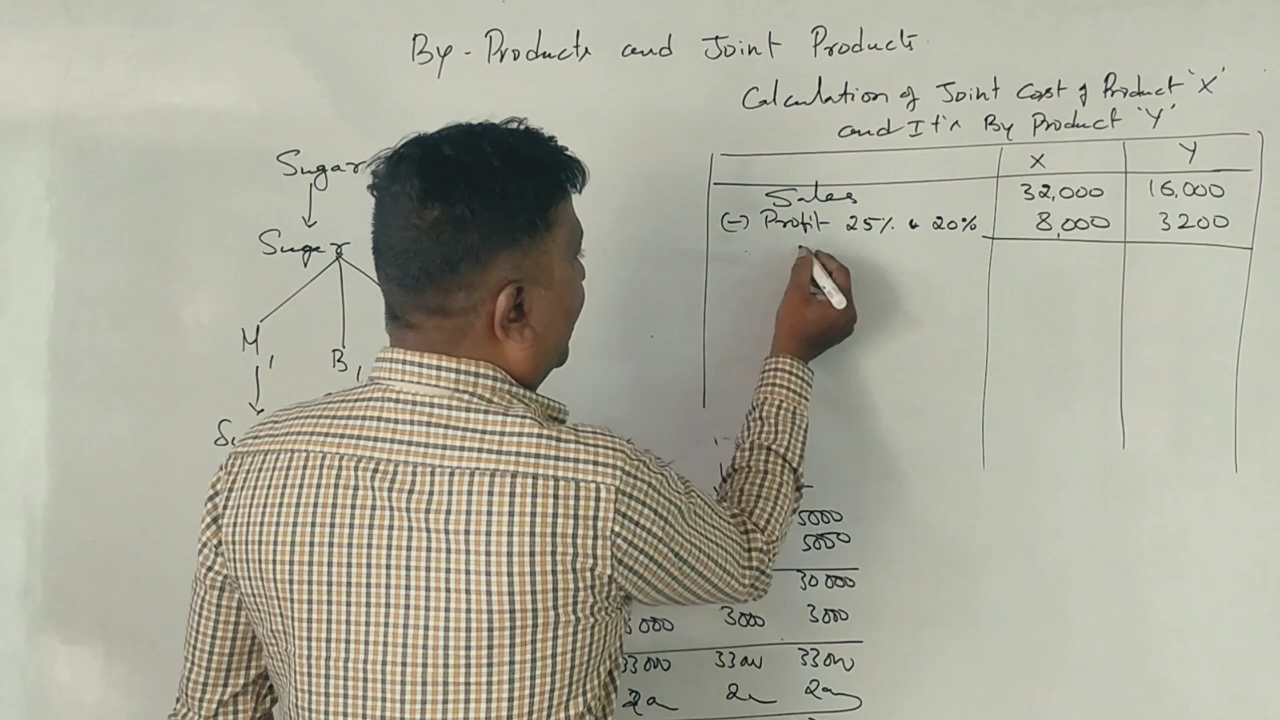 By-Products and Joint Products
Calculation of Joint Cost of Product 'X'
and It's By Product 'Y'
X Y
Sales 32,000 16,000
(-) Profit 25% & 20% 8,000 3200
Sugar
Sugar
M B
5000
5000
30000
3000 3000
33000